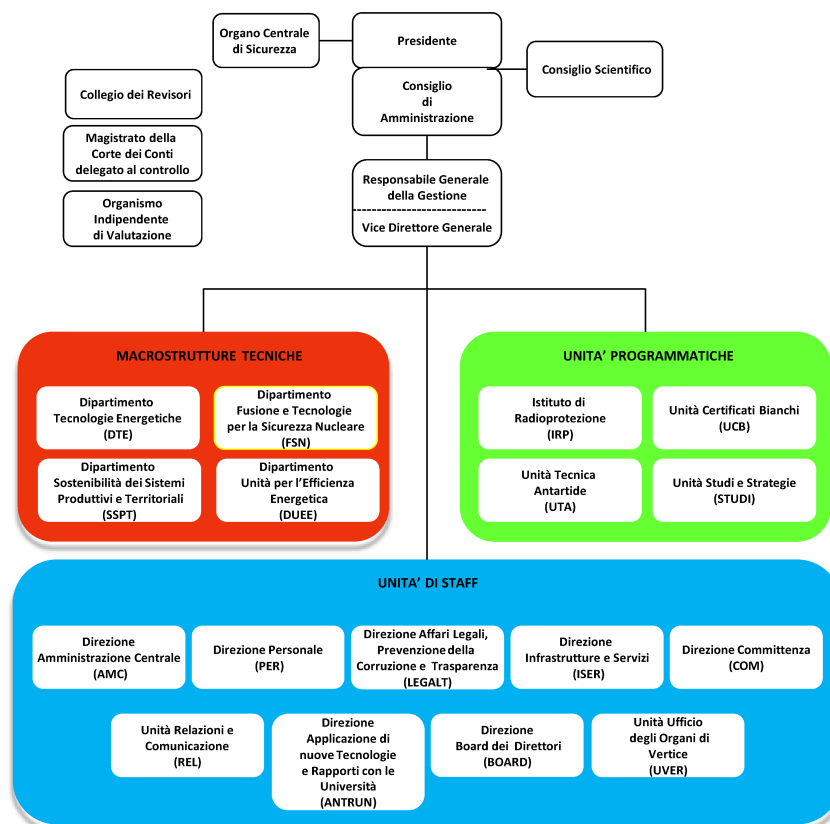 Organo Centrale
di Sicurezza
Presidente
Consiglio Scientifico
Consiglio
di
Amministrazione
Collegio dei Revisori
Magistrato della
Corte dei Conti
delegato al controllo
Organismo
Indipendente
di Valutazione
Responsabile Generale
della Gestione
Vice Direttore Generale
MACROSTRUTTURE TECNICHE
Dipartimento
Tecnologie Energetiche
(DTE)
Dipartimento
Fusione e Tecnologie
per la Sicurezza Nucleare
(FSN)
Dipartimento
Sostenibilità dei Sistemi
Produttivi e Territoriali
(SSPT)
Dipartimento
Unità per l’Efficienza
Energetica
(DUEE)
UNITA’ PROGRAMMATICHE
Istituto di
Radioprotezione
(IRP)
Unità Certificati Bianchi
(UCB)
Unità Tecnica
Antartide
(UTA)
Unità Studi e Strategie
(STUDI)
UNITA’ DI STAFF
Direzione
Amministrazione Centrale
(AMC)
Direzione Personale
(PER)
Direzione Affari Legali,
Prevenzione della
Corruzione e Trasparenza
(LEGALT)
Direzione
Infrastrutture e Servizi
(ISER)
Direzione Committenza
(COM)
Unità Relazioni e
Comunicazione
(REL)
Direzione
Applicazione di
nuove Tecnologie
e Rapporti con le
Università
(ANTRUN)
Direzione
Board dei Direttori
(BOARD)
Unità Ufficio
degli Organi di
Vertice
(UVER)